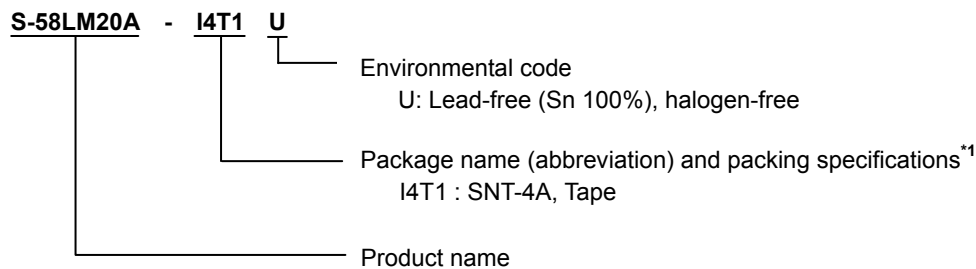 S-58LM20A - I4T1 U
Environmental code
U: Lead-free (Sn 100%), halogen-free
Package name (abbreviation) and packing specifications*1
I4T1 : SNT-4A, Tape
Product name